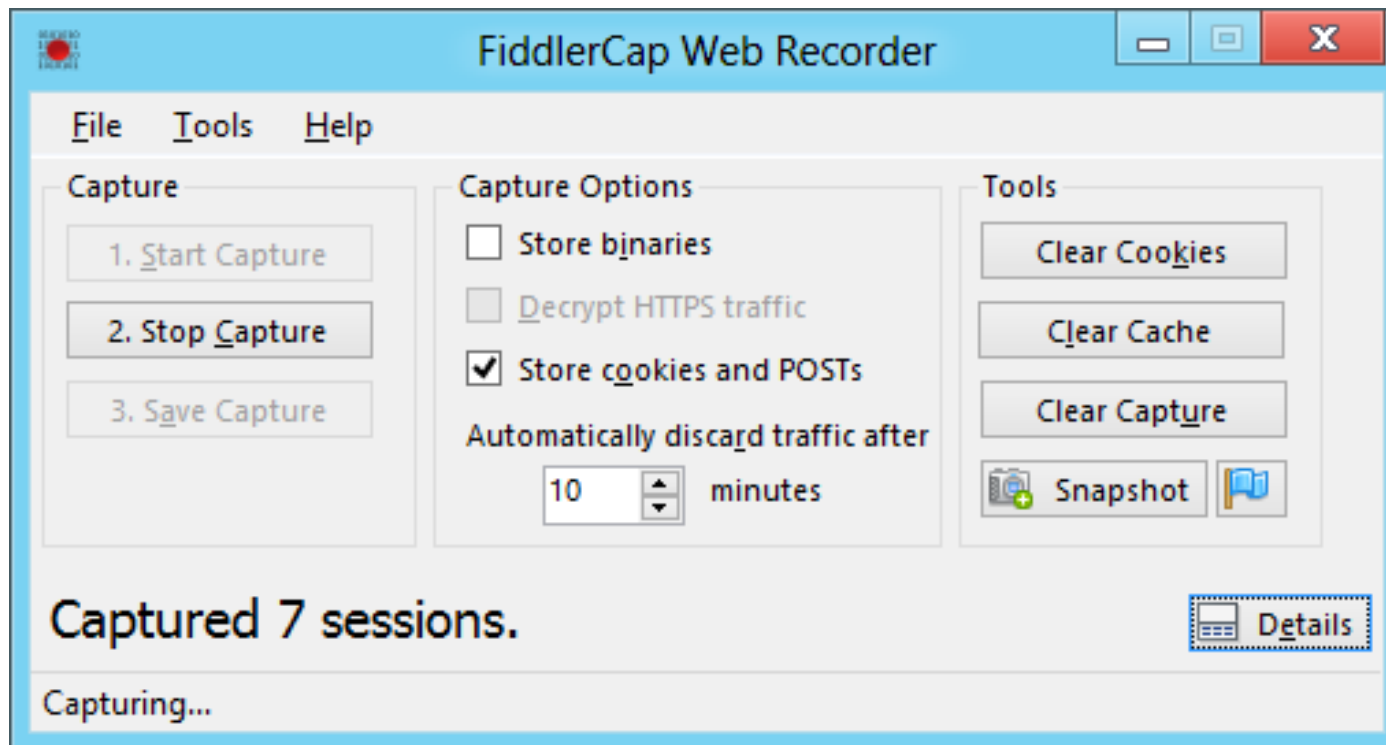 FiddlerCap Web Recorder
File Tools Help
Capture
1. Start Capture
2. Stop Capture
3. Save Capture
Capture Options
Store binaries
Decrypt HTTPS traffic
Store cookies and POSTs
Automatically discard traffic after
10 minutes
Tools
Clear Cookies
Clear Cache
Clear Capture
Snapshot
Captured 7 sessions.
Details
Capturing...